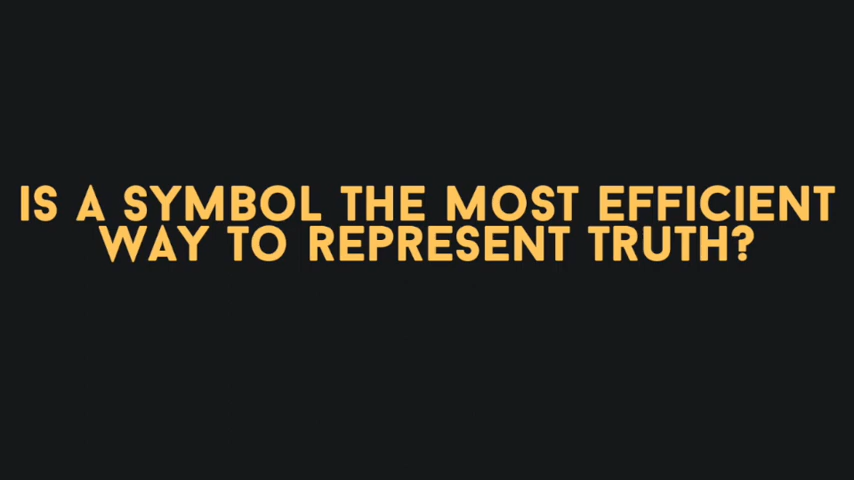 IS A SYMBOL THE MOST EFFICIENT
WAY TO REPRESENT TRUTH?